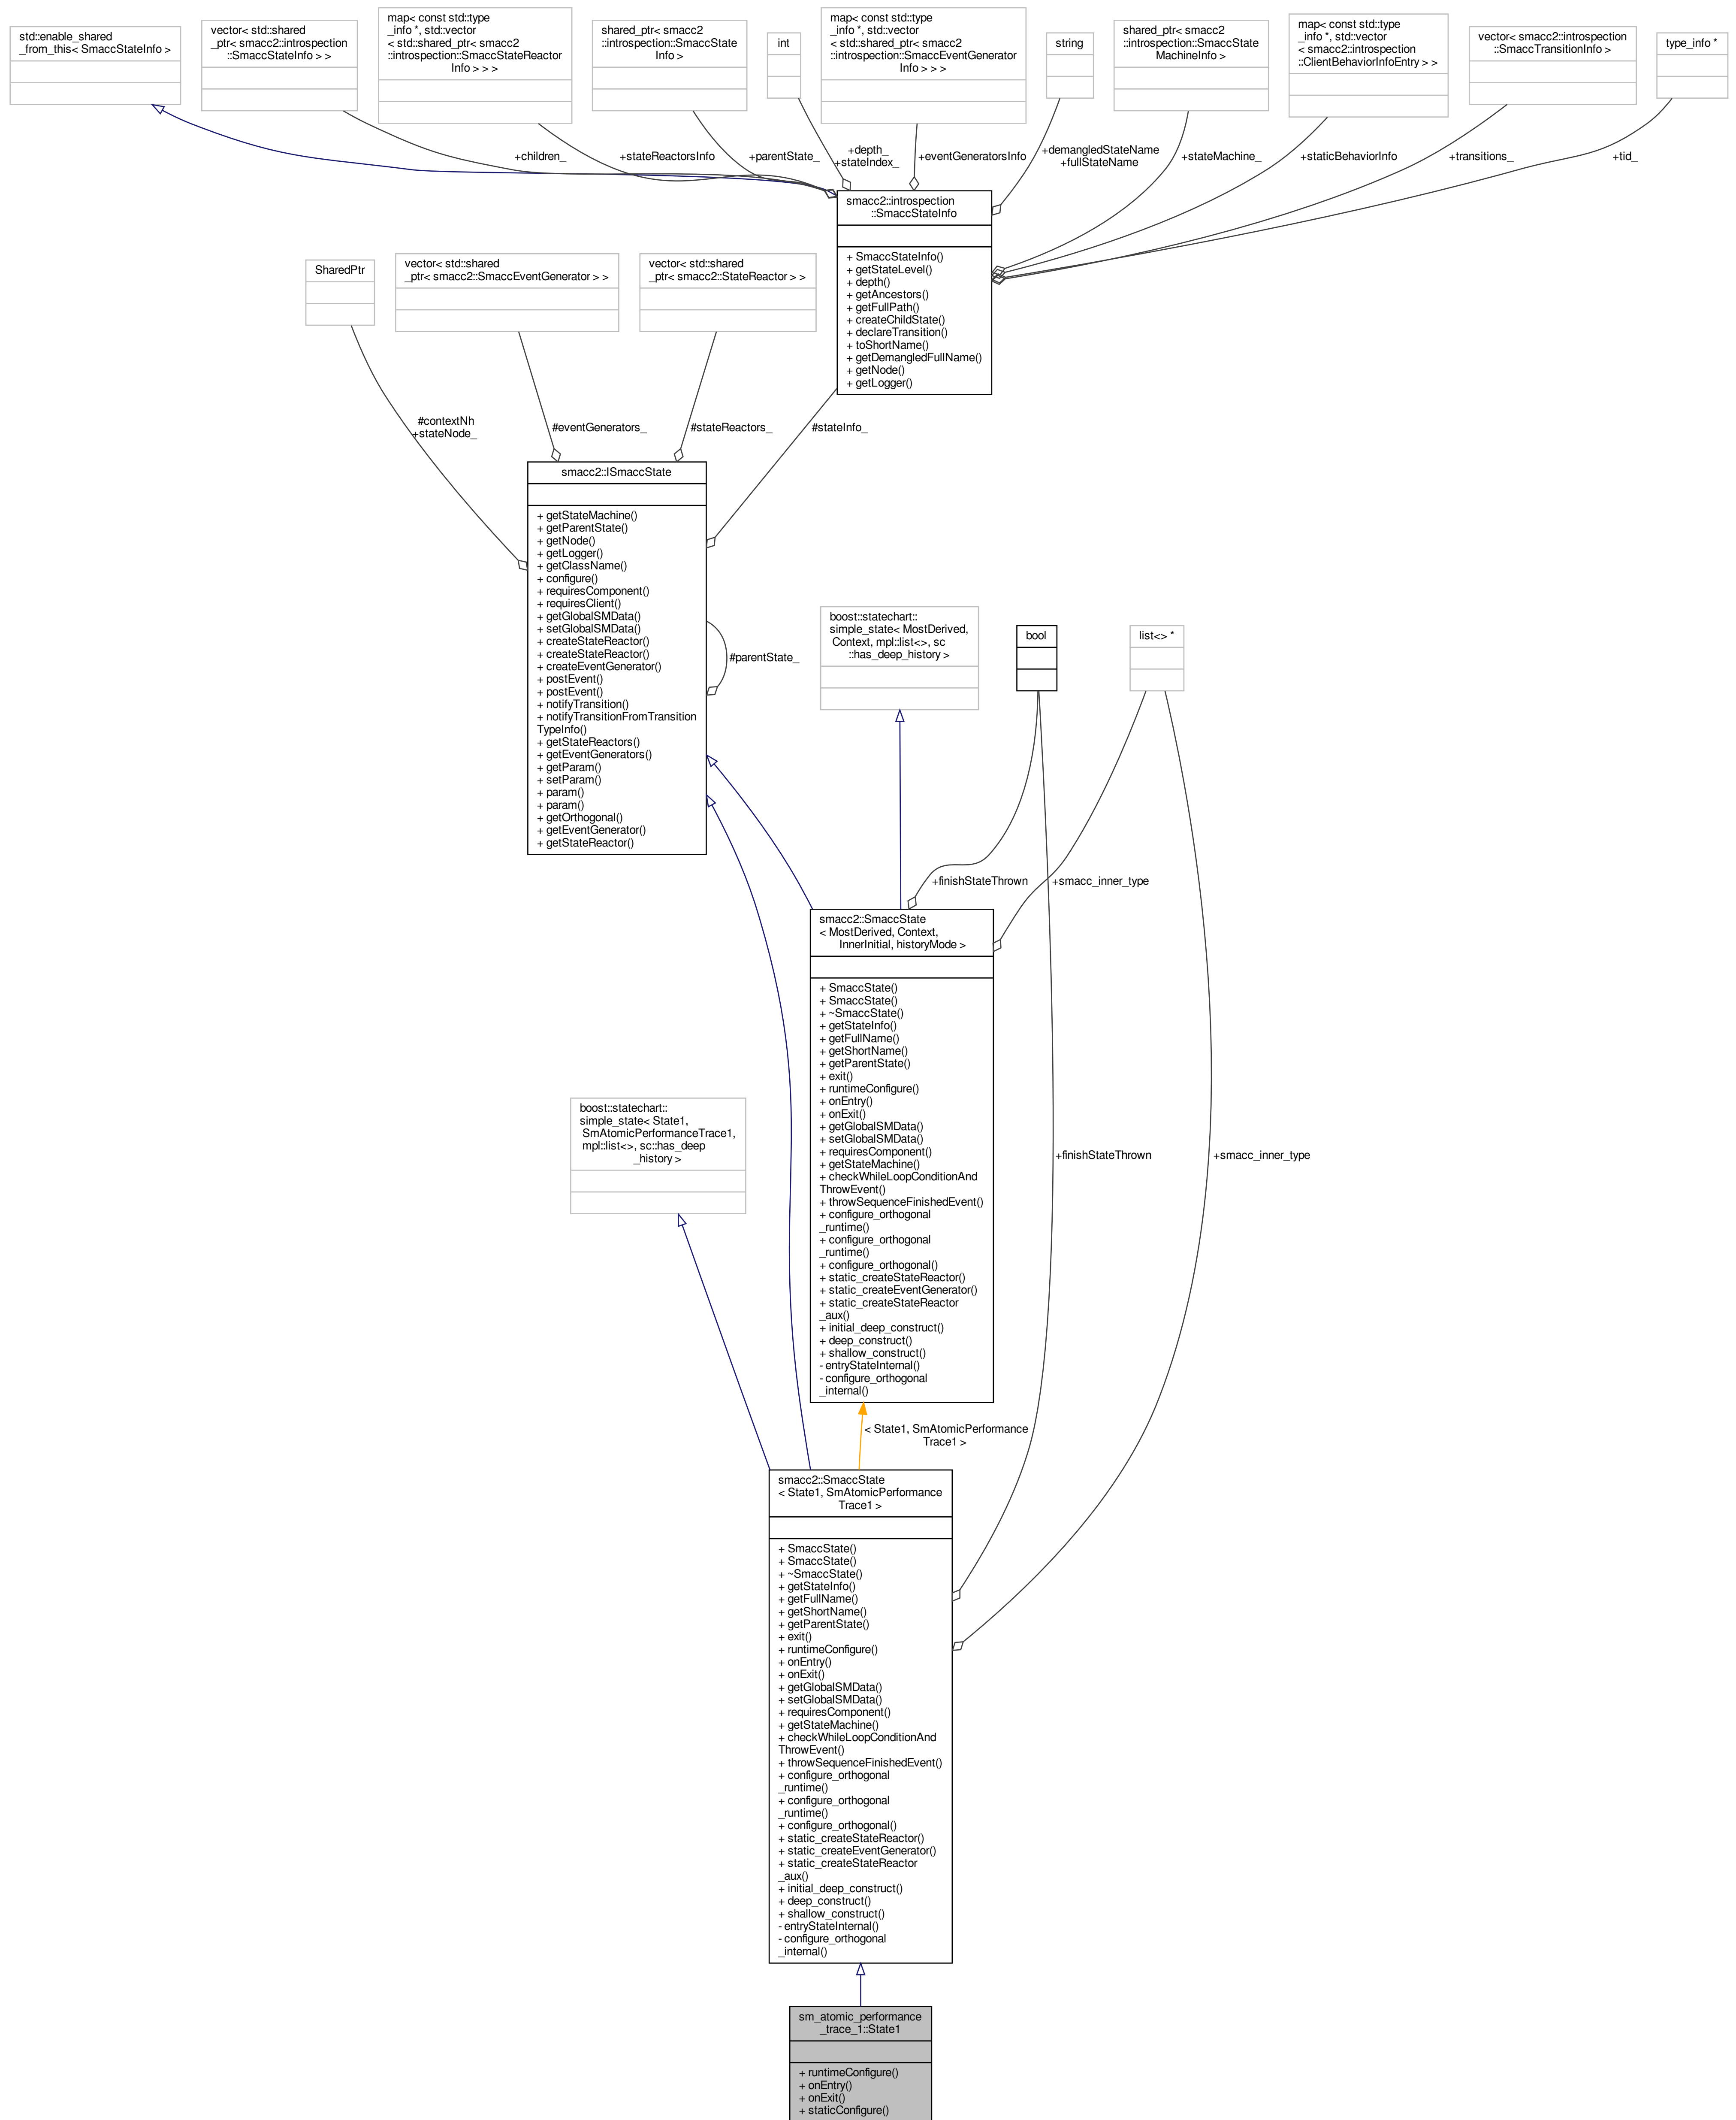 std::enable_shared
_from_this< SmaccStateInfo >
vector< std::shared
_ptr< smacc2::introspection
::SmaccStateInfo > >
map< const std::type
_info *, std::vector
< std::shared_ptr< smacc2
::introspection::SmaccStateReactor
Info > > >
shared_ptr< smacc2
::introspection::SmaccState
Info >
int
map< const std::type
_info *, std::vector
< std::shared_ptr< smacc2
::introspection::SmaccEventGenerator
Info > > >
string
shared_ptr< smacc2
::introspection::SmaccState
MachineInfo >
map< const std::type
_info *, std::vector
< smacc2::introspection
::ClientBehaviorInfoEntry > >
vector< smacc2::introspection
::SmaccTransitionInfo >
type_info *
+children_
+stateReactorsInfo
+parentState_
+depth_
+stateIndex_
+eventGeneratorsInfo
+demangledStateName
+fullStateName
+stateMachine_
+staticBehaviorInfo
+transitions_
+tid_
smacc2::introspection
::SmaccStateInfo
+ SmaccStateInfo()
+ getStateLevel()
+ depth()
+ getAncestors()
+ getFullPath()
+ createChildState()
+ declareTransition()
+ toShortName()
+ getDemangledFullName()
+ getNode()
+ getLogger()
SharedPtr
vector< std::shared
_ptr< smacc2::SmaccEventGenerator > >
vector< std::shared
_ptr< smacc2::StateReactor > >
#contextNh
+stateNode_
#eventGenerators_
#stateReactors_
#stateInfo_
smacc2::ISmaccState
+ getStateMachine()
+ getParentState()
+ getNode()
+ getLogger()
+ getClassName()
+ configure()
+ requiresComponent()
+ requiresClient()
+ getGlobalSMData()
+ setGlobalSMData()
+ createStateReactor()
+ createStateReactor()
+ createEventGenerator()
+ postEvent()
+ postEvent()
+ notifyTransition()
+ notifyTransitionFromTransition
TypeInfo()
+ getStateReactors()
+ getEventGenerators()
+ getParam()
+ setParam()
+ param()
+ param()
+ getOrthogonal()
+ getEventGenerator()
+ getStateReactor()
#parentState_
boost::statechart::
simple_state< MostDerived,
Context, mpl::list<>, sc
::has_deep_history >
bool
list<> *
+finishStateThrown
+smacc_inner_type
smacc2::SmaccState
< MostDerived, Context,
InnerInitial, historyMode >
+ SmaccState()
+ SmaccState()
+ ~SmaccState()
+ getStateInfo()
+ getFullName()
+ getShortName()
+ getParentState()
+ exit()
+ runtimeConfigure()
+ onEntry()
+ onExit()
+ getGlobalSMData()
+ setGlobalSMData()
+ requiresComponent()
+ getStateMachine()
+ checkWhileLoopConditionAnd
ThrowEvent()
+ throwSequenceFinishedEvent()
+ configure_orthogonal
_runtime()
+ configure_orthogonal
_runtime()
+ configure_orthogonal()
+ static_createStateReactor()
+ static_createEventGenerator()
+ static_createStateReactor
_aux()
+ initial_deep_construct()
+ deep_construct()
+ shallow_construct()
- entryStateInternal()
- configure_orthogonal
_internal()
boost::statechart::
simple_state< State1,
SmAtomicPerformanceTrace1,
mpl::list<>, sc::has_deep
_history >
+finishStateThrown
+smacc_inner_type
< State1, SmAtomicPerformance
Trace1 >
smacc2::SmaccState
< State1, SmAtomicPerformance
Trace1 >
+ SmaccState()
+ SmaccState()
+ ~SmaccState()
+ getStateInfo()
+ getFullName()
+ getShortName()
+ getParentState()
+ exit()
+ runtimeConfigure()
+ onEntry()
+ onExit()
+ getGlobalSMData()
+ setGlobalSMData()
+ requiresComponent()
+ getStateMachine()
+ checkWhileLoopConditionAnd
ThrowEvent()
+ throwSequenceFinishedEvent()
+ configure_orthogonal
_runtime()
+ configure_orthogonal
_runtime()
+ configure_orthogonal()
+ static_createStateReactor()
+ static_createEventGenerator()
+ static_createStateReactor
_aux()
+ initial_deep_construct()
+ deep_construct()
+ shallow_construct()
- entryStateInternal()
- configure_orthogonal
_internal()
sm_atomic_performance
_trace_1::State1
+ runtimeConfigure()
+ onEntry()
+ onExit()
+ staticConfigure()